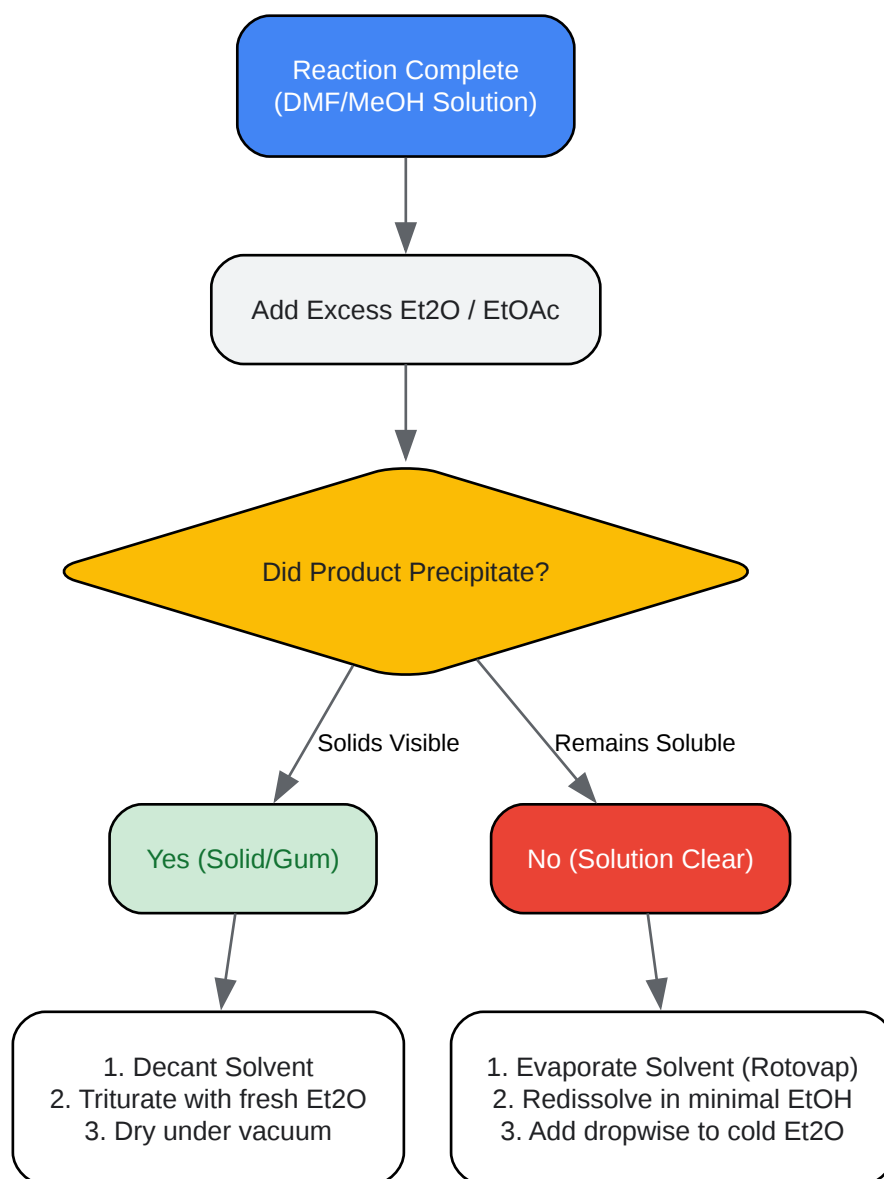 Reaction Complete
(DMF/MeOH Solution)
Add Excess Et2O / EtOAc
Did Product Precipitate?
Solids Visible
Remains Soluble
Yes (Solid/Gum)
No (Solution Clear)
1. Decant Solvent
2. Triturate with fresh Et2O
3. Dry under vacuum
1. Evaporate Solvent (Rotovap)
2. Redissolve in minimal EtOH
3. Add dropwise to cold Et2O